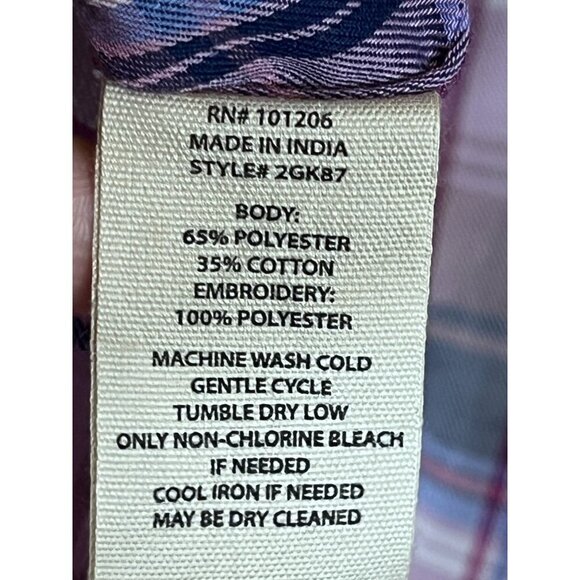 RN# 101206
MADE IN INDIA
STYLE# 2GKB7
BODY:
65% POLYESTER
35% COTTON
EMBROIDERY:
100% POLYESTER
MACHINE WASH COLD
GENTLE CYCLE
TUMBLE DRY LOW
ONLY NON-CHLORINE BLEACH
IF NEEDED
COOL IRON IF NEEDED
MAY BE DRY CLEANED